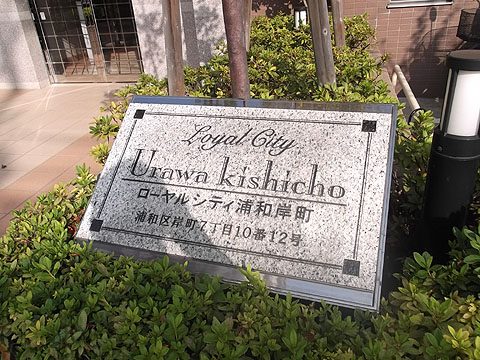 Loyal City
Urawa kishicho
ローヤルシティ浦和岸町
浦和区岸町7丁目10番12号